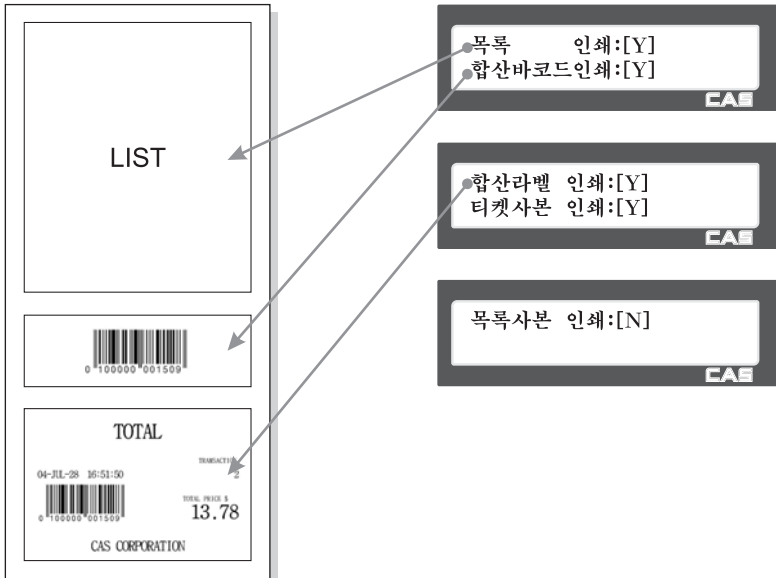 LIST
0 100000 001509
TOTAL
TRANSACTION
04-JUL-28 16:51:50
2
0 100000 001509
TOTAL PRICE $
13.78
CAS CORPORATION
목록 인쇄:[Y]
합산바코드인쇄:[Y]
CAS
합산라벨 인쇄:[Y]
티켓사본 인쇄:[Y]
CAS
목록사본 인쇄:[N]
CAS